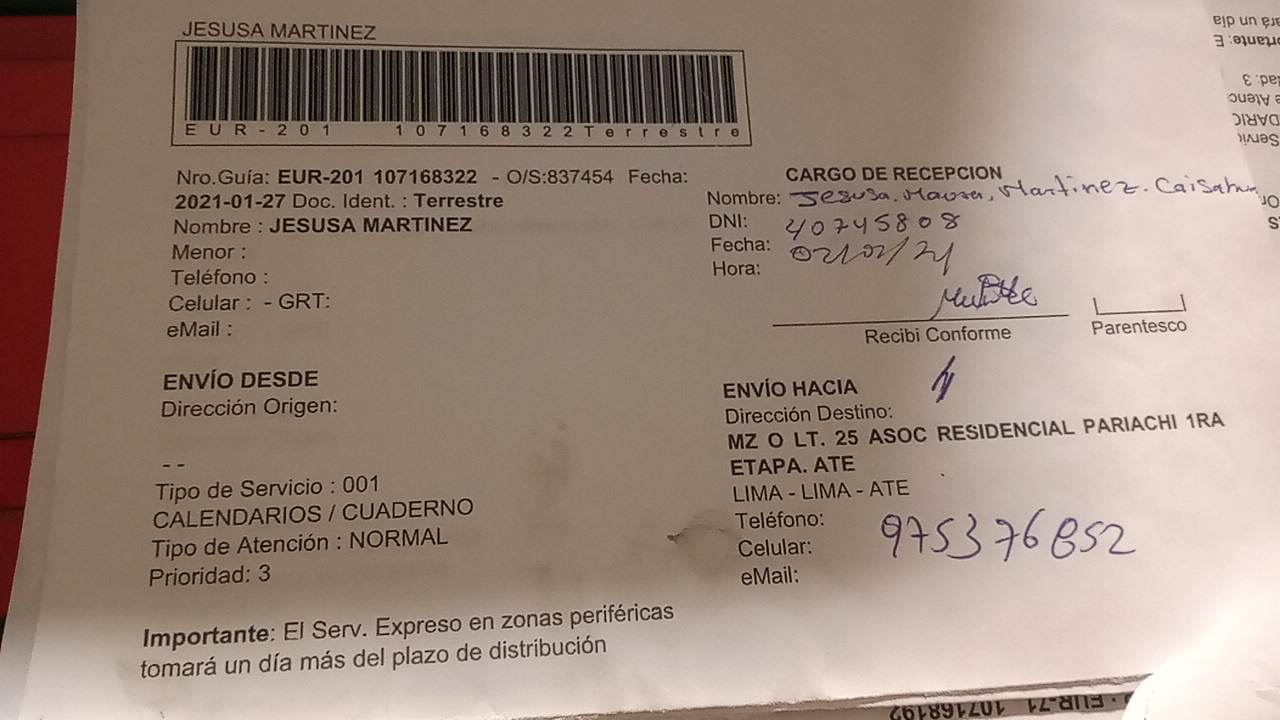 JESUSA MARTINEZ
EUR-201 107168322Terrestre
Nro.Guía: EUR-201 107168322 - O/S:837454 Fecha:
2021-01-27 Doc. Ident. : Terrestre
Nombre : JESUSA MARTINEZ
Menor :
Teléfono :
Celular : - GRT:
eMail :
ENVÍO DESDE
Dirección Origen:
- -
Tipo de Servicio : 001
CALENDARIOS / CUADERNO
Tipo de Atención : NORMAL
Prioridad: 3
Importante: El Serv. Expreso en zonas periféricas
tomará un día más del plazo de distribución
CARGO DE RECEPCION
Nombre: Jesusa. Maura, Martinez.
DNI: 40745808
Fecha: 02/02/21
Hora:
Recibi Conforme
Parentesco
ENVÍO HACIA
Dirección Destino:
MZ O LT. 25 ASOC RESIDENCIAL PARIACHI 1RA
ETAPA. ATE
LIMA - LIMA - ATE
Teléfono:
Celular: 975376852
eMail:
EUR-71 107168192